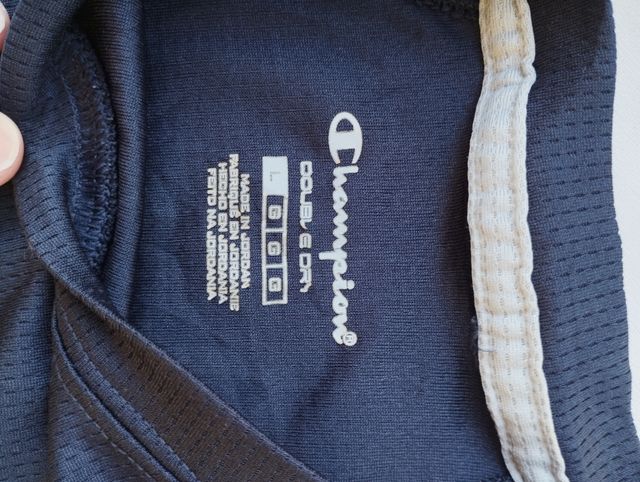 Champion®
DOUBLE DRY
L G G G
MADE IN JORDAN
FABRIQUE EN JORDANIE
HECHO EN JORDANIA
FEITO NA JORDANIA